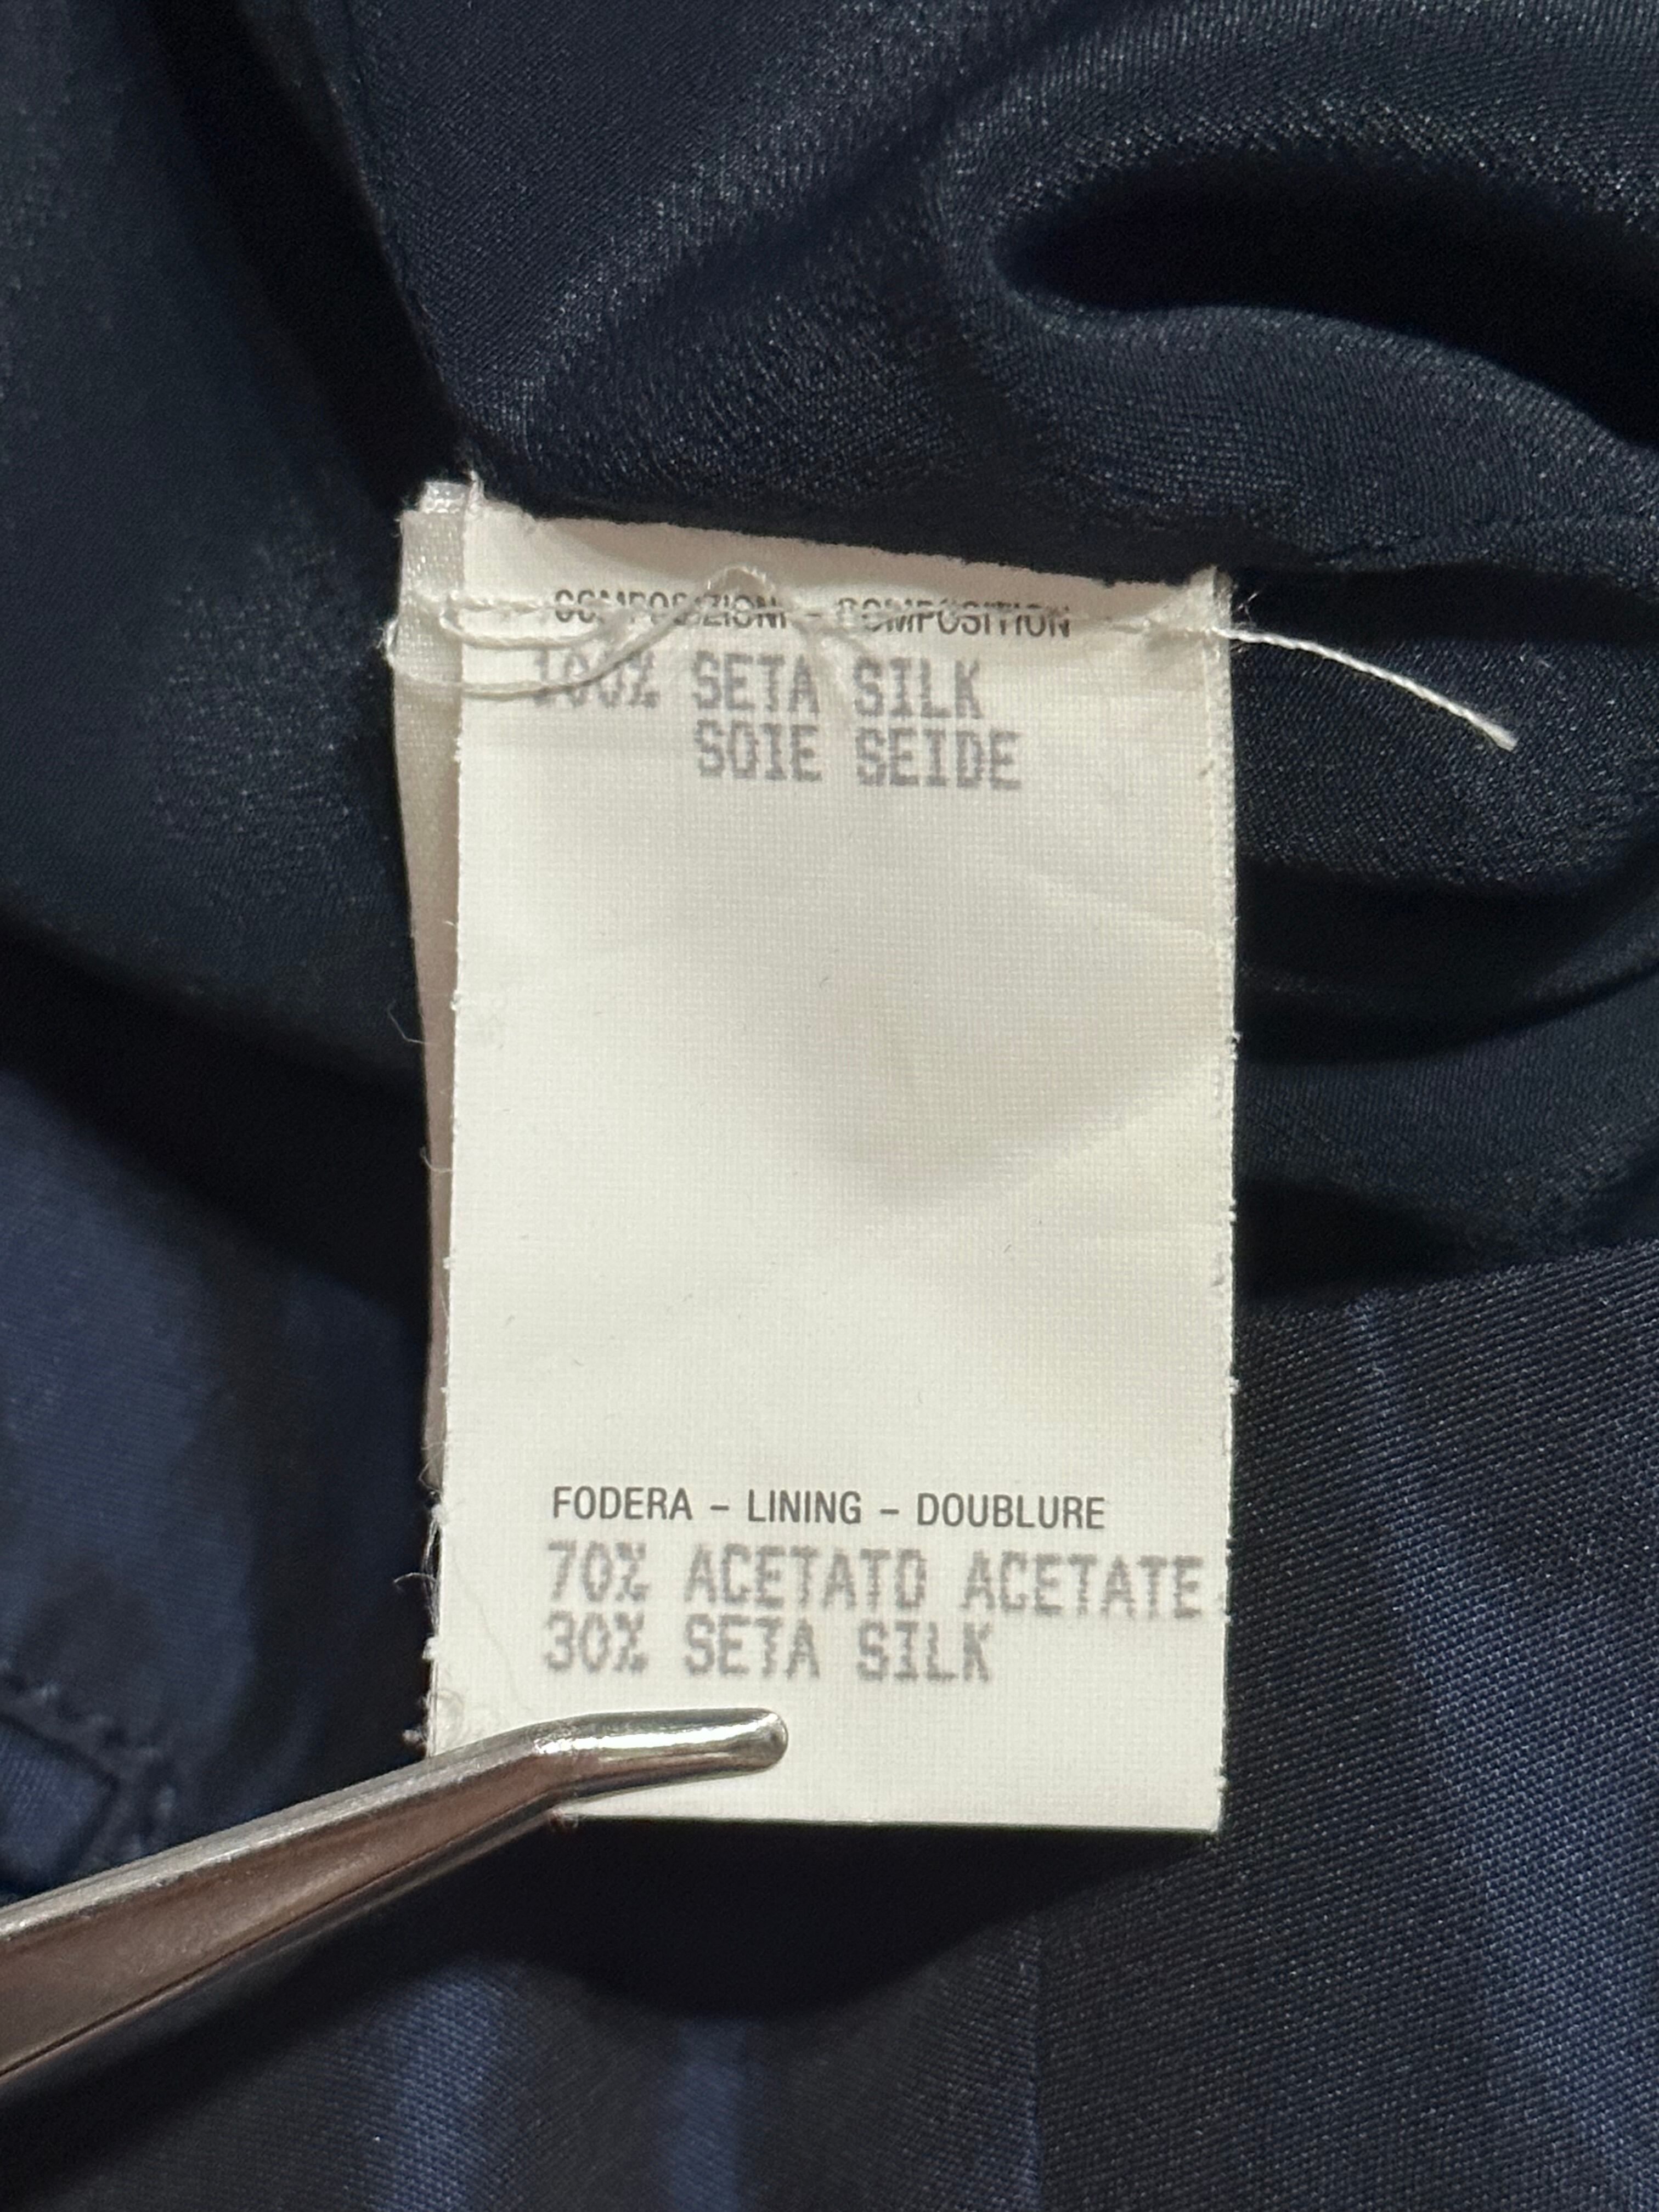 COMPOSIZIONI - COMPOSITION
100% SETA SILK
SOIE SEIDE
FODERA - LINING - DOUBLURE
70% ACETATO ACETATE
30% SETA SILK